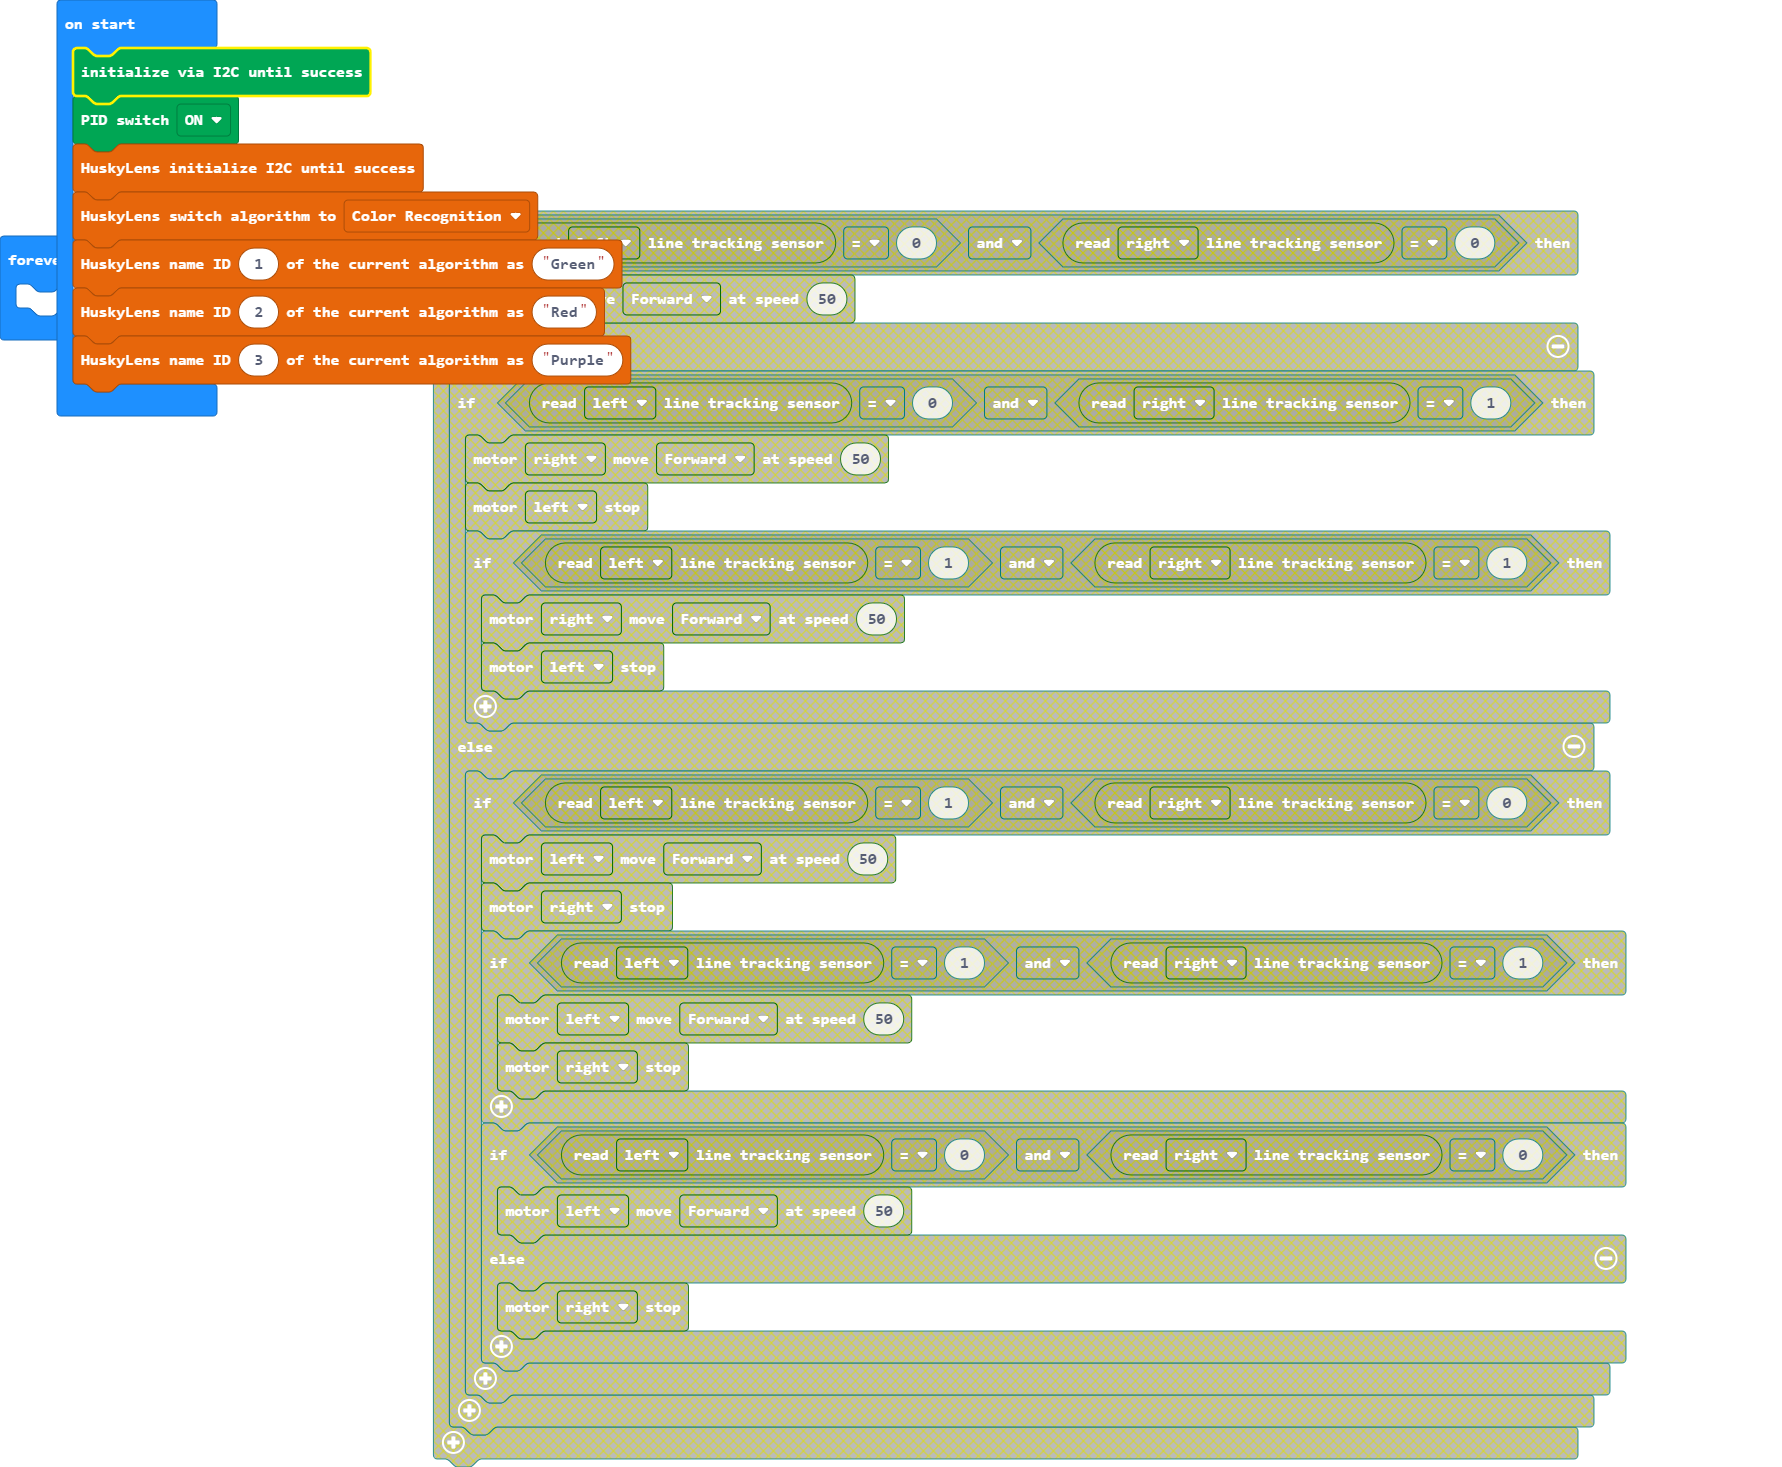 on start
initialize via I2C until success
PID switch ON
HuskyLens initialize I2C until success
HuskyLens switch algorithm to Color Recognition
line tracking sensor = 0 and read right line tracking sensor = 0 then
HuskyLens name ID 1 of the current algorithm as "Green"
Forward at speed 50
HuskyLens name ID 2 of the current algorithm as "Red"
HuskyLens name ID 3 of the current algorithm as "Purple"
if read left line tracking sensor = 0 and read right line tracking sensor = 1 then
motor right move Forward at speed 50
motor left stop
if read left line tracking sensor = 1 and read right line tracking sensor = 1 then
motor right move Forward at speed 50
motor left stop
else
if read left line tracking sensor = 1 and read right line tracking sensor = 0 then
motor left move Forward at speed 50
motor right stop
if read left line tracking sensor = 1 and read right line tracking sensor = 1 then
motor left move Forward at speed 50
motor right stop
if read left line tracking sensor = 0 and read right line tracking sensor = 0 then
motor left move Forward at speed 50
else
motor right stop